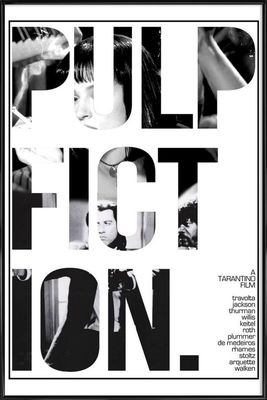 PULP
FICT
ION.
A
TARANTINO
FILM
travolta
jackson
thurman
willis
keitel
roth
plummer
de medeiros
rhames
stoltz
arquette
walken